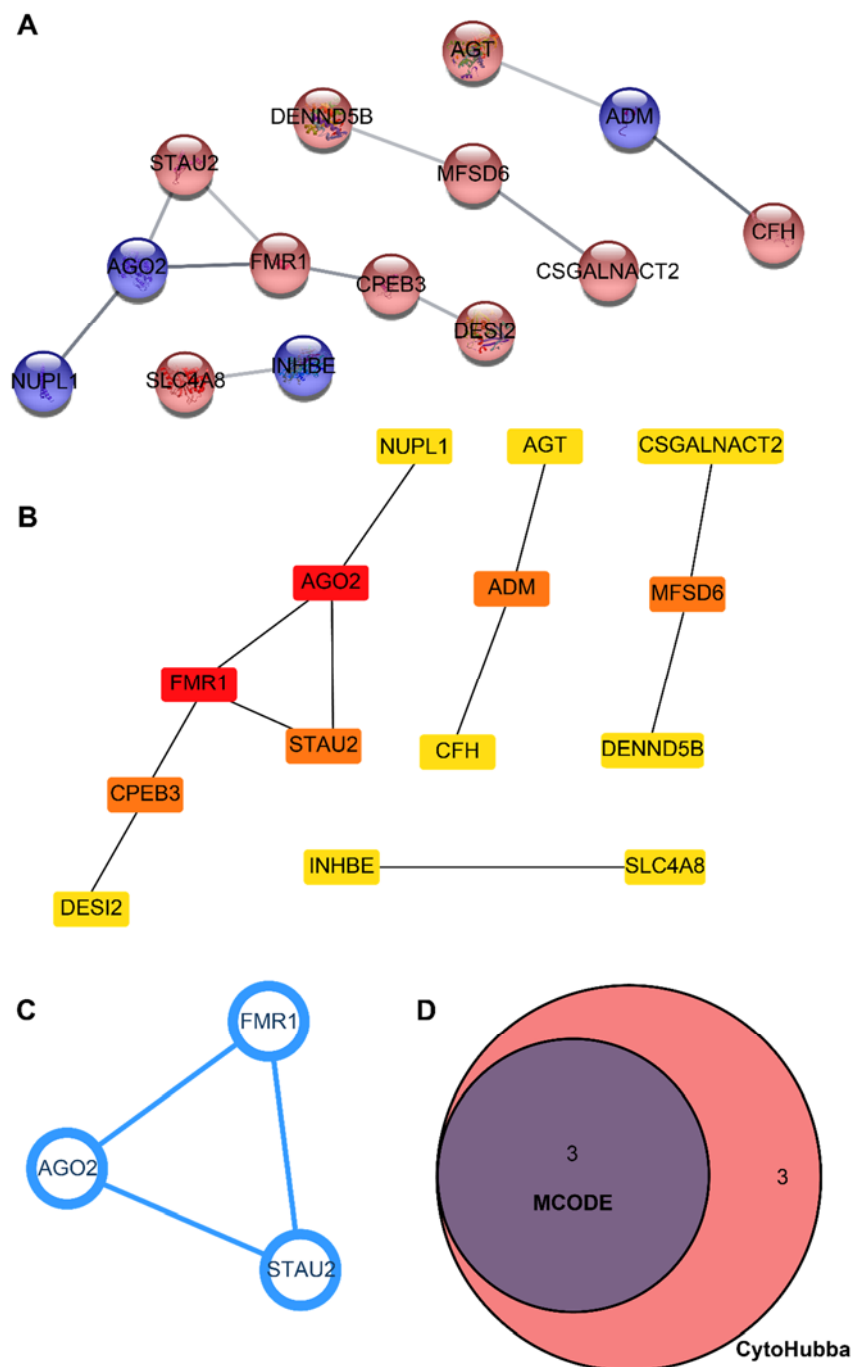 A
AGT
DENND5B
ADM
STAU2
MFSD6
CFH
AGO2
FMR1
CSGALNACT2
CPEB3
DESI2
NUPL1
SLC4A8
INHBE
B
NUPL1
AGT
CSGALNACT2
AGO2
ADM
MFSD6
FMR1
STAU2
CFH
DENND5B
CPEB3
INHBE
SLC4A8
DESI2
C
FMR1
AGO2
STAU2
D
3
3
MCODE
CytoHubba